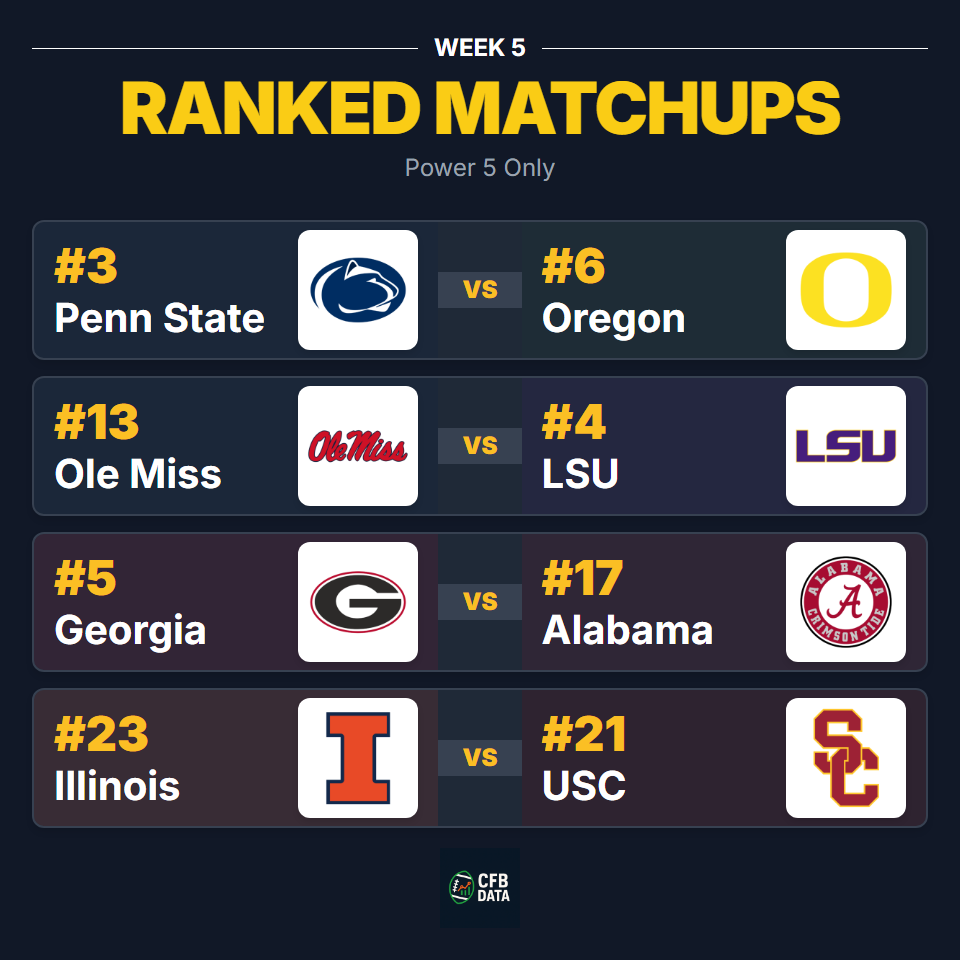 WEEK 5
RANKED MATCHUPS
Power 5 Only
#3
Penn State
VS
#6
Oregon
O
#13
Ole Miss
Ole Miss
VS
#4
LSU
LSU
#5
Georgia
G
VS
#17
Alabama
ALABAMA
A
CRIMSON TIDE
#23
Illinois
I
VS
#21
USC
SC
CFB
DATA